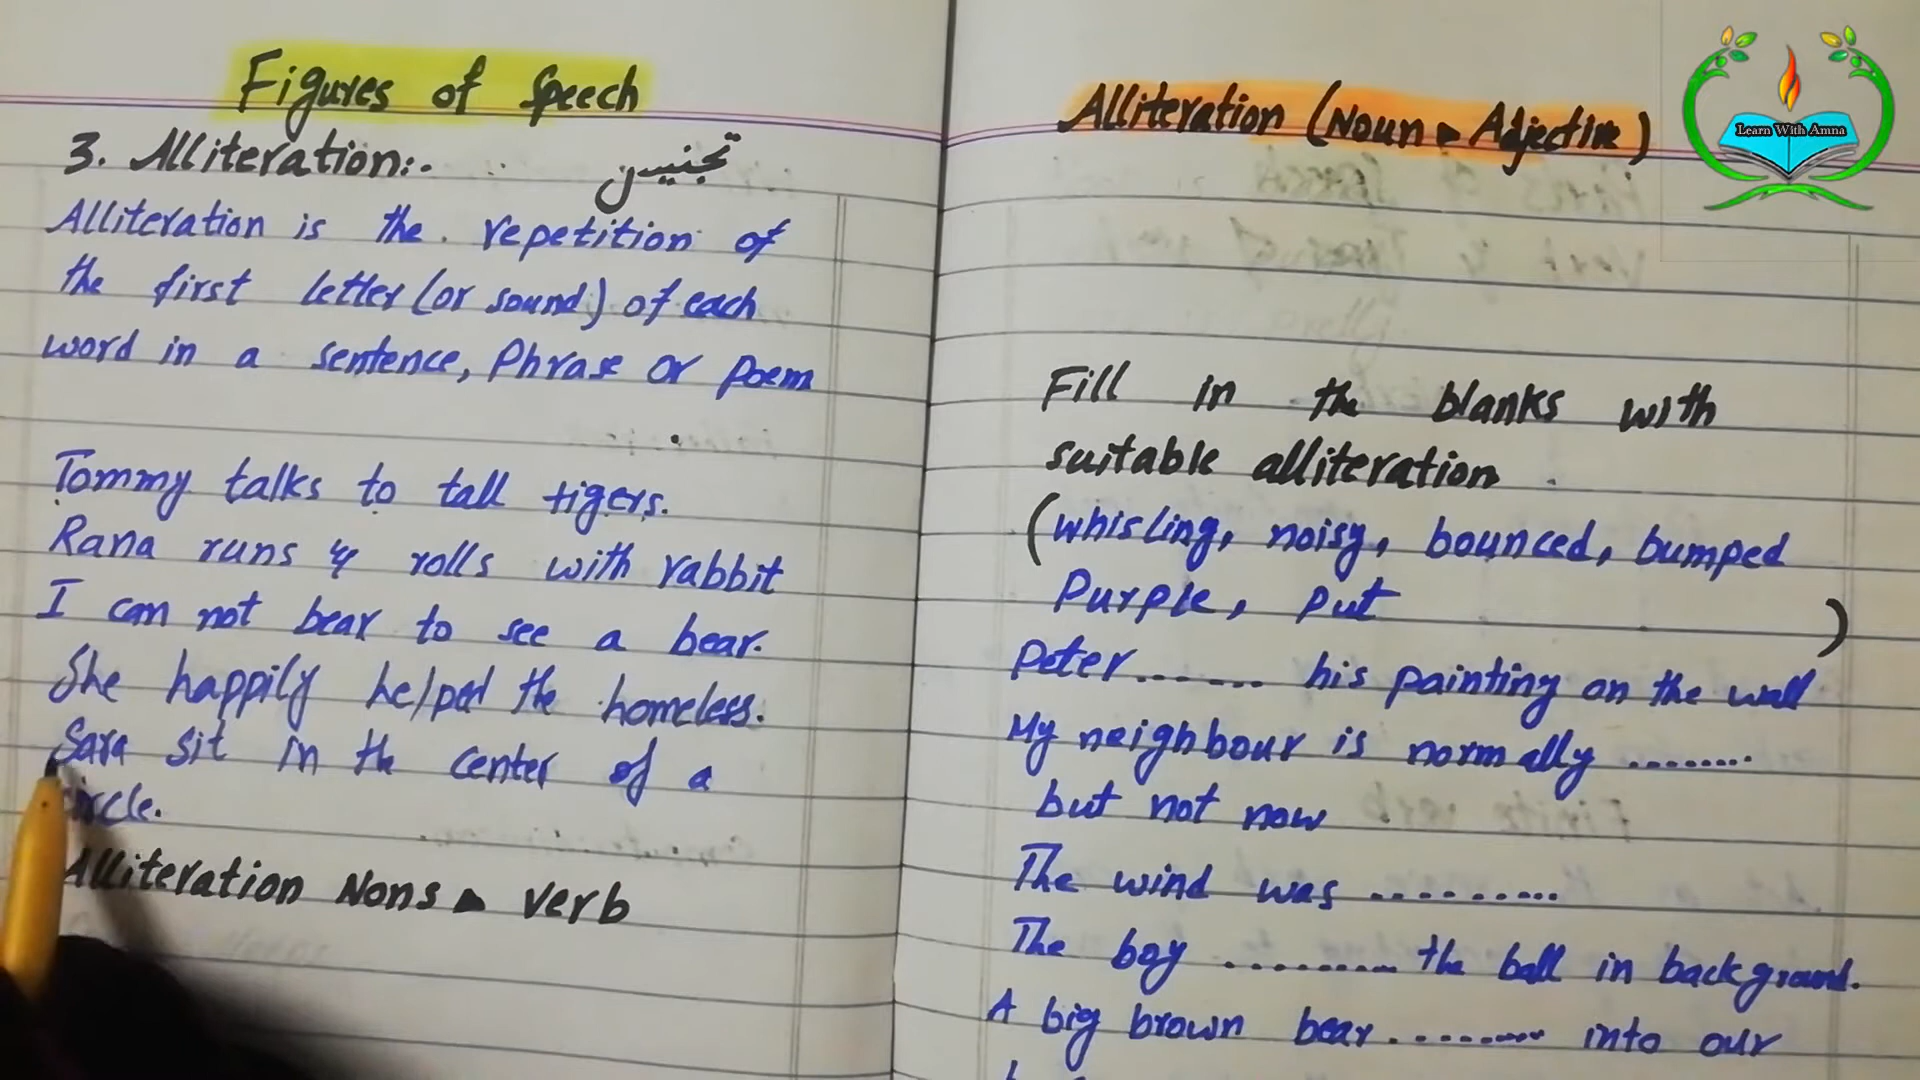 Figures of Speech
3. Alliteration:-
تجنیس
Alliteration is the repetition of
the first letter (or sound) of each
word in a sentence, Phrase or poem
Tommy talks to tall tigers.
Rana runs & rolls with rabbit
I can not bear to see a bear.
She happily helped the homeless.
Sara sit in the center of a
circle.
Alliteration Nons ▸ verb
Alliteration (Noun ▸ Adjective)
Learn With Amna
Fill in the blanks with
suitable alliteration
(whisling, noisy, bounced, bumped
Purple, put )
Peter ...... his painting on the wall
My neighbour is normally ........
but not now
The wind was ..........
The boy .......... the ball in background.
A big brown bear ......... into our